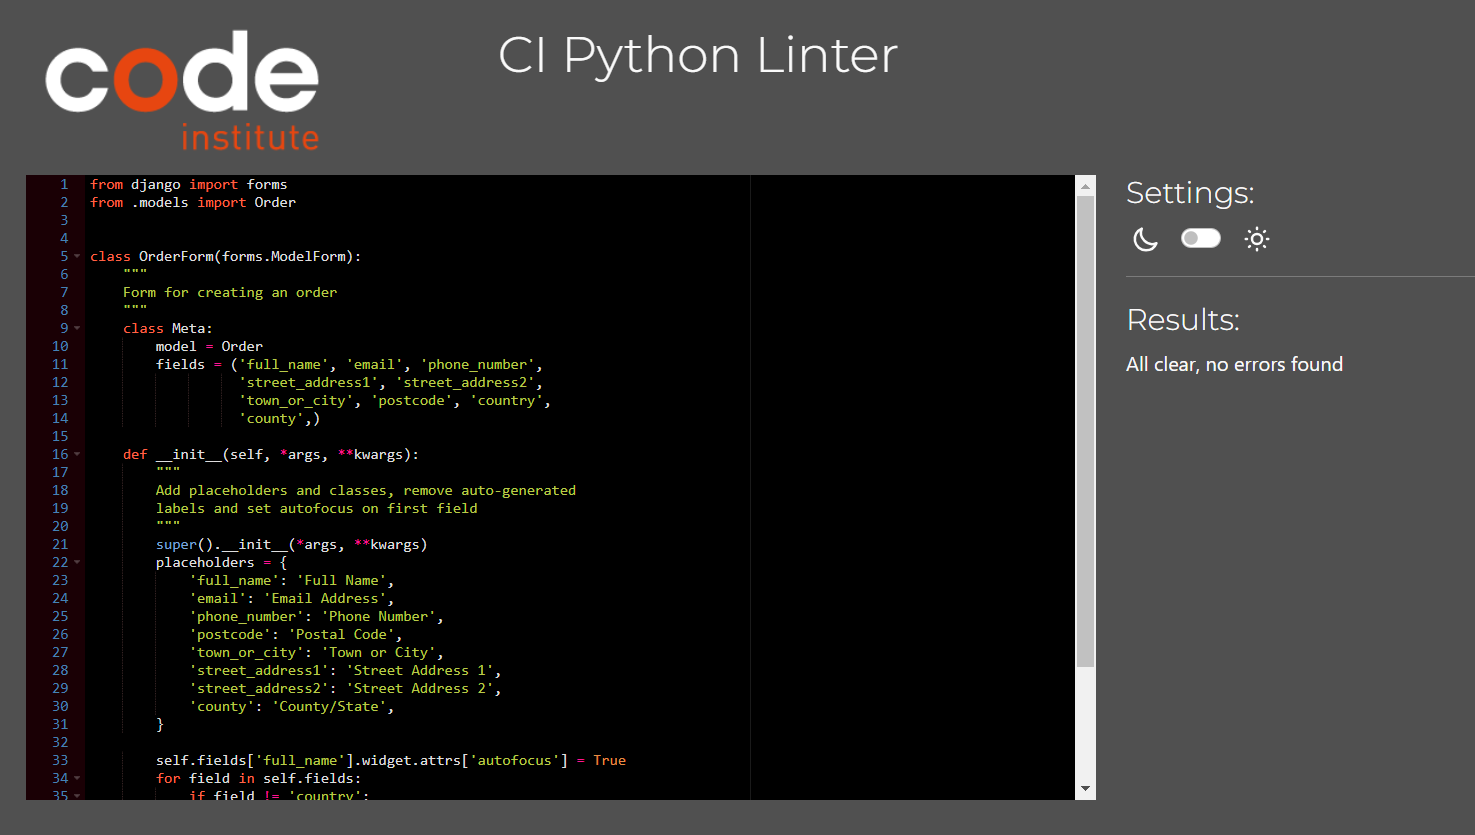 code
institute
CI Python Linter
1 from django import forms
2 from .models import Order
3
4
5 class OrderForm(forms.ModelForm):
6     """
7     Form for creating an order
8     """
9     class Meta:
10         model = Order
11         fields = ('full_name', 'email', 'phone_number',
12                   'street_address1', 'street_address2',
13                   'town_or_city', 'postcode', 'country',
14                   'county',)
15
16     def __init__(self, *args, **kwargs):
17         """
18         Add placeholders and classes, remove auto-generated
19         labels and set autofocus on first field
20         """
21         super().__init__(*args, **kwargs)
22         placeholders = {
23             'full_name': 'Full Name',
24             'email': 'Email Address',
25             'phone_number': 'Phone Number',
26             'postcode': 'Postal Code',
27             'town_or_city': 'Town or City',
28             'street_address1': 'Street Address 1',
29             'street_address2': 'Street Address 2',
30             'county': 'County/State',
31         }
32
33         self.fields['full_name'].widget.attrs['autofocus'] = True
34         for field in self.fields:
35             if field != 'country':
Settings:
Results:
All clear, no errors found